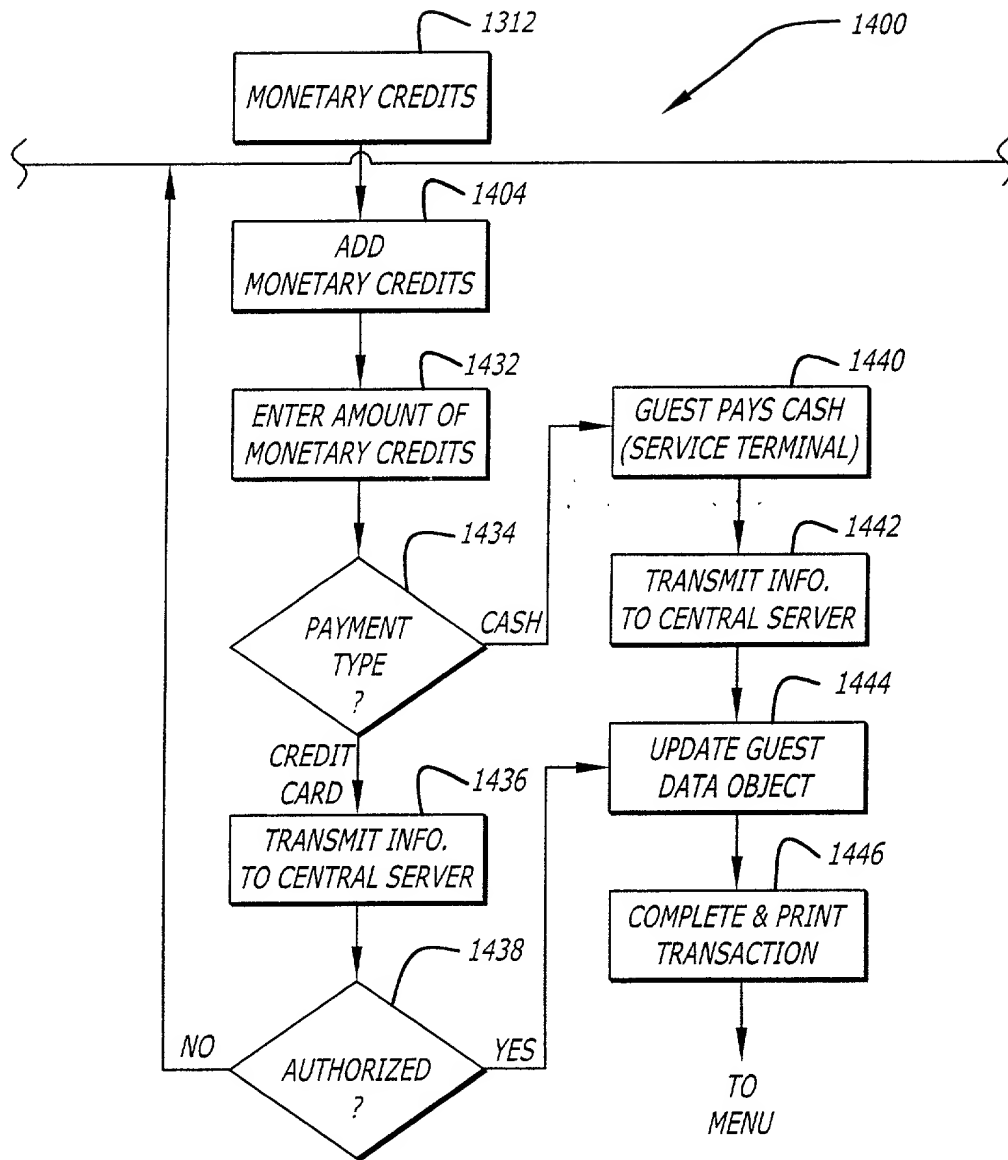 1312
1400
MONETARY CREDITS
1404
ADD
MONETARY CREDITS
1432
ENTER AMOUNT OF
MONETARY CREDITS
1440
GUEST PAYS CASH
(SERVICE TERMINAL)
1434
PAYMENT
TYPE
?
CASH
1442
TRANSMIT INFO.
TO CENTRAL SERVER
1444
UPDATE GUEST
DATA OBJECT
CREDIT
CARD
1436
TRANSMIT INFO.
TO CENTRAL SERVER
1446
COMPLETE & PRINT
TRANSACTION
1438
NO
AUTHORIZED
?
YES
TO
MENU